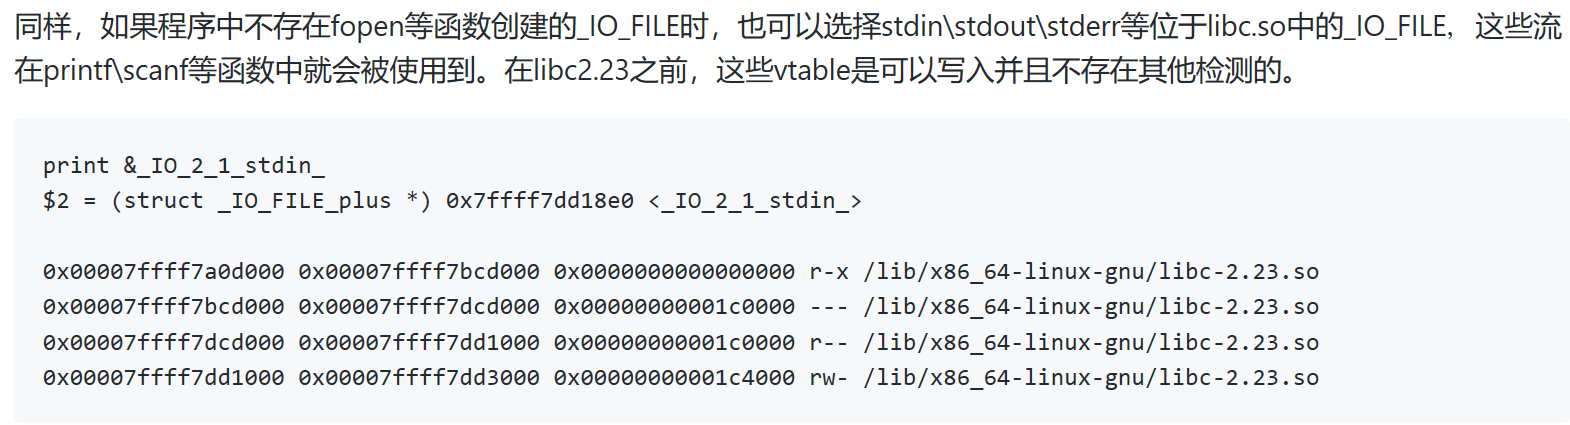 同样，如果程序中不存在fopen等函数创建的_IO_FILE时，也可以选择stdin\stdout\stderr等位于libc.so中的_IO_FILE，这些流
在printf\scanf等函数中就会被使用到。在libc2.23之前，这些vtable是可以写入并且不存在其他检测的。
print &_IO_2_1_stdin_
$2 = (struct _IO_FILE_plus *) 0x7ffff7dd18e0 <_IO_2_1_stdin_>
0x00007ffff7a0d000 0x00007ffff7bcd000 0x0000000000000000 r-x /lib/x86_64-linux-gnu/libc-2.23.so
0x00007ffff7bcd000 0x00007ffff7dcd000 0x00000000001c0000 --- /lib/x86_64-linux-gnu/libc-2.23.so
0x00007ffff7dcd000 0x00007ffff7dd1000 0x00000000001c0000 r-- /lib/x86_64-linux-gnu/libc-2.23.so
0x00007ffff7dd1000 0x00007ffff7dd3000 0x00000000001c4000 rw- /lib/x86_64-linux-gnu/libc-2.23.so